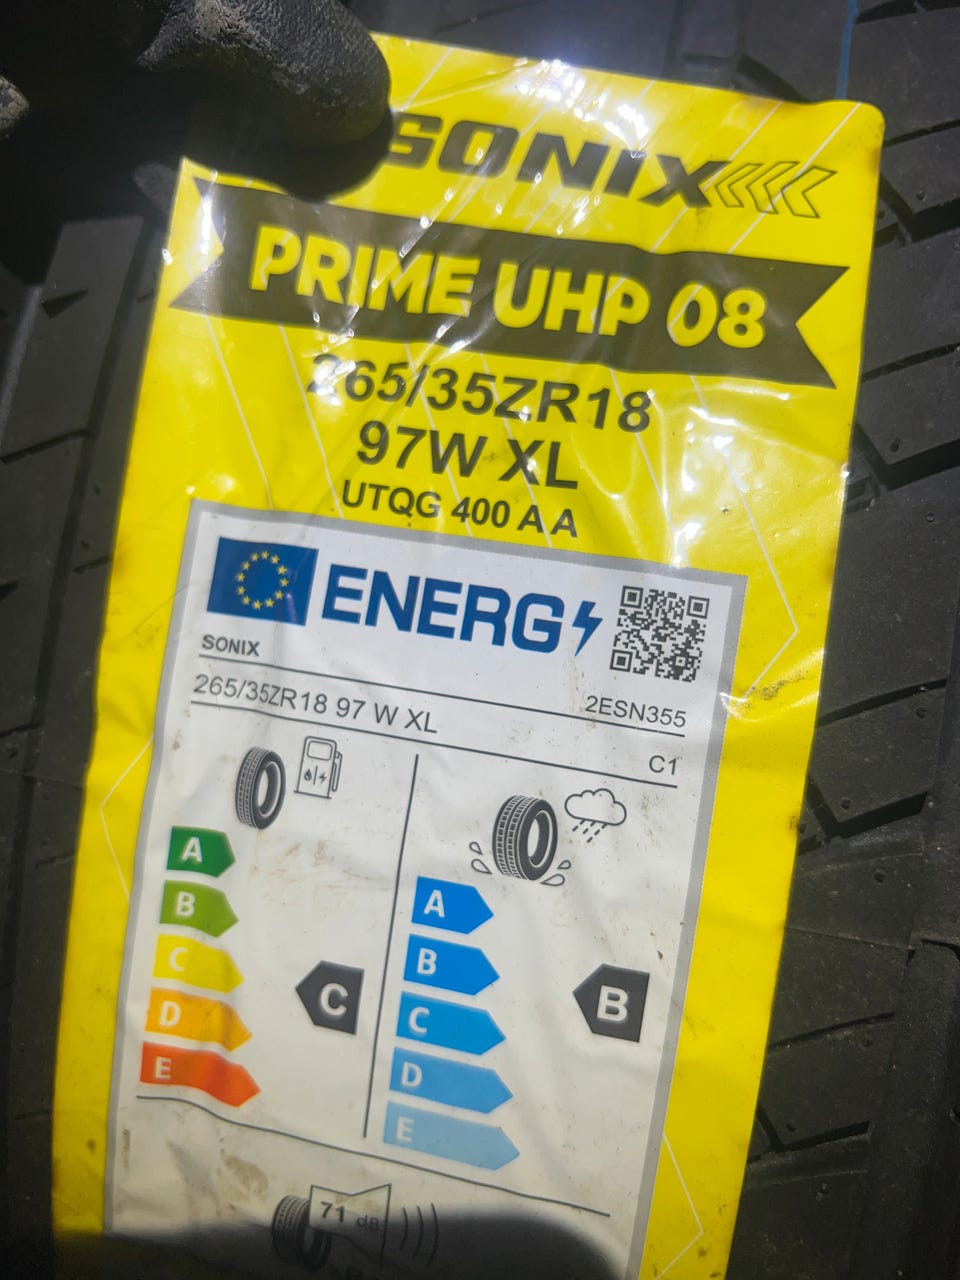 SONIX
PRIME UHP 08
265/35ZR18
97W XL
UTQG 400 A A
ENERG
SONIX
2ESN355
265/35ZR18 97 W XL
C1
A
B
C
D
E
C
A
B
C
D
E
B
71 dB